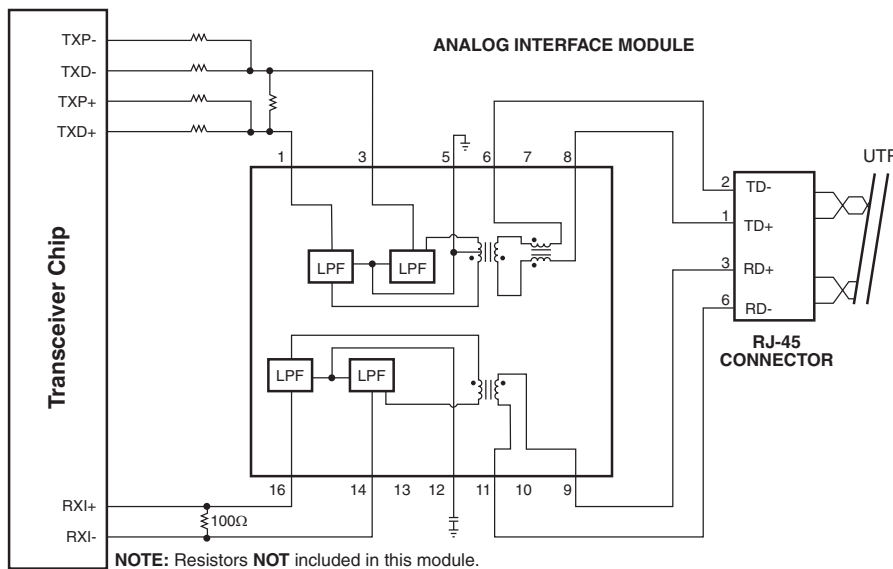 TXP-
TXD-
TXP+
TXD+
Transceiver Chip
ANALOG INTERFACE MODULE
1 3 5 6 7 8
LPF LPF
LPF LPF
16 14 13 12 11 10 9
2 TD-
1 TD+
3 RD+
6 RD-
UTP
RJ-45
CONNECTOR
RXI+
100Ω
RXI-
NOTE: Resistors NOT included in this module.